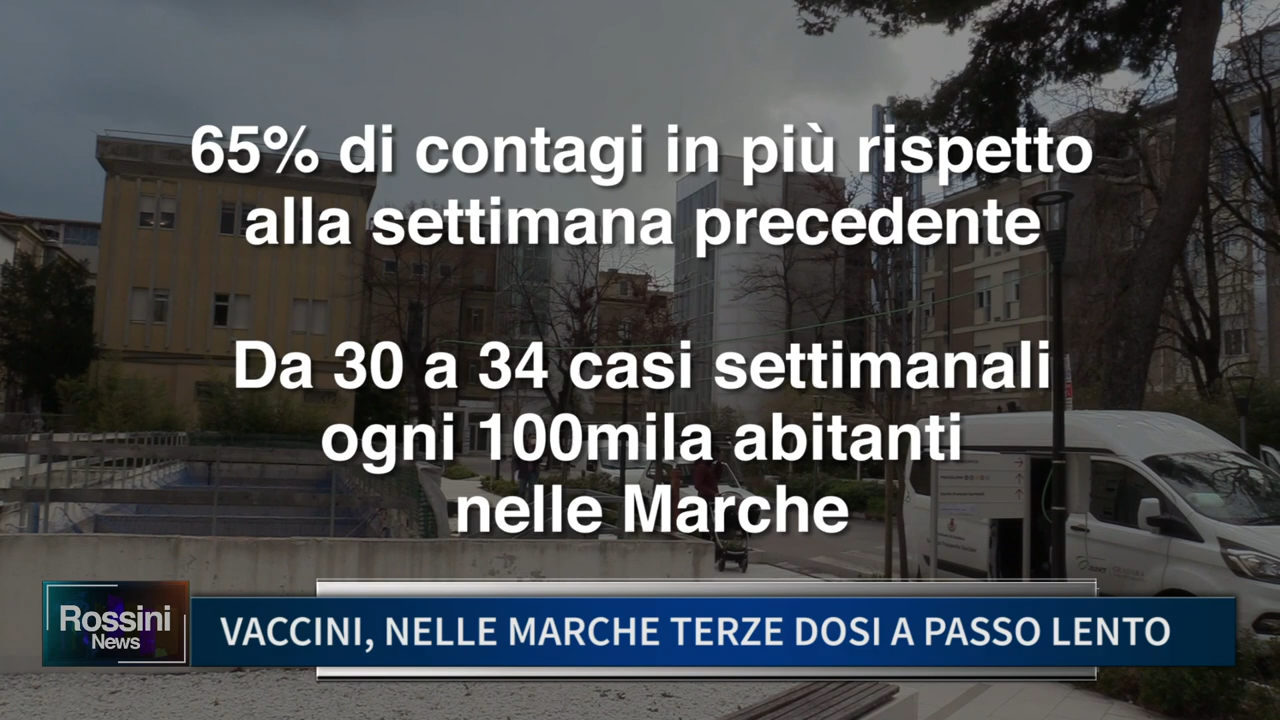 65% di contagi in più rispetto
alla settimana precedente
Da 30 a 34 casi settimanali
ogni 100mila abitanti
nelle Marche
Rossini
News
VACCINI, NELLE MARCHE TERZE DOSI A PASSO LENTO